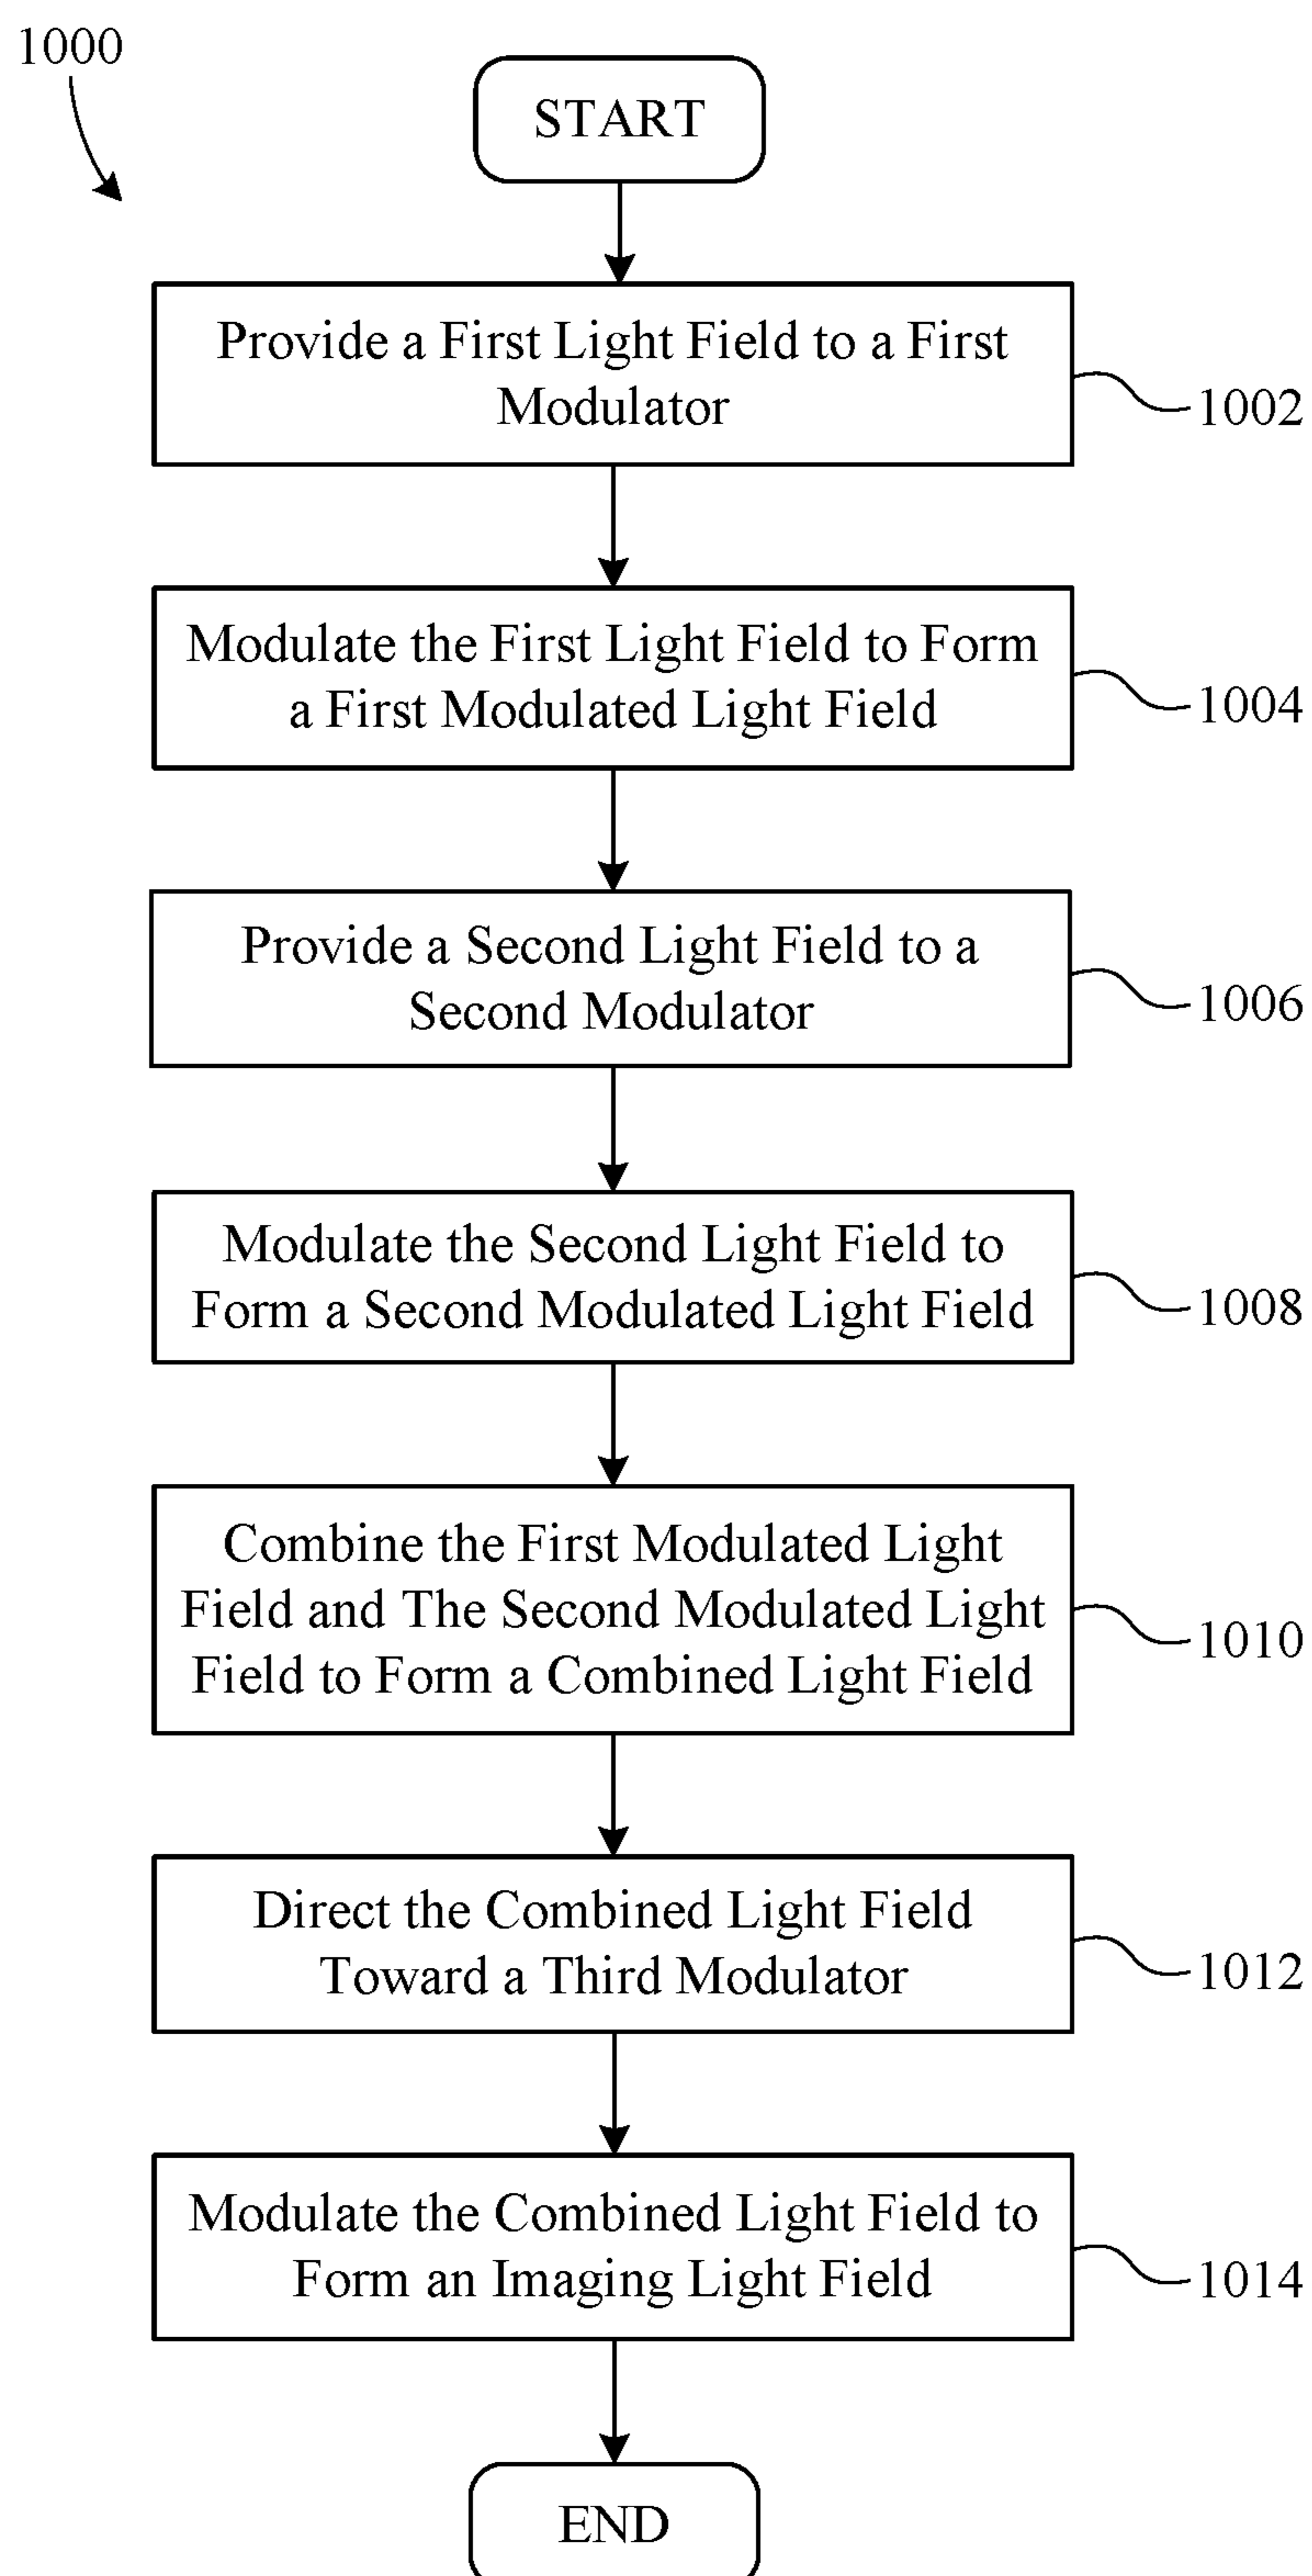 1000
START
Provide a First Light Field to a First
Modulator
1002
Modulate the First Light Field to Form
a First Modulated Light Field
1004
Provide a Second Light Field to a
Second Modulator
1006
Modulate the Second Light Field to
Form a Second Modulated Light Field
1008
Combine the First Modulated Light
Field and The Second Modulated Light
Field to Form a Combined Light Field
1010
Direct the Combined Light Field
Toward a Third Modulator
1012
Modulate the Combined Light Field to
Form an Imaging Light Field
1014
END